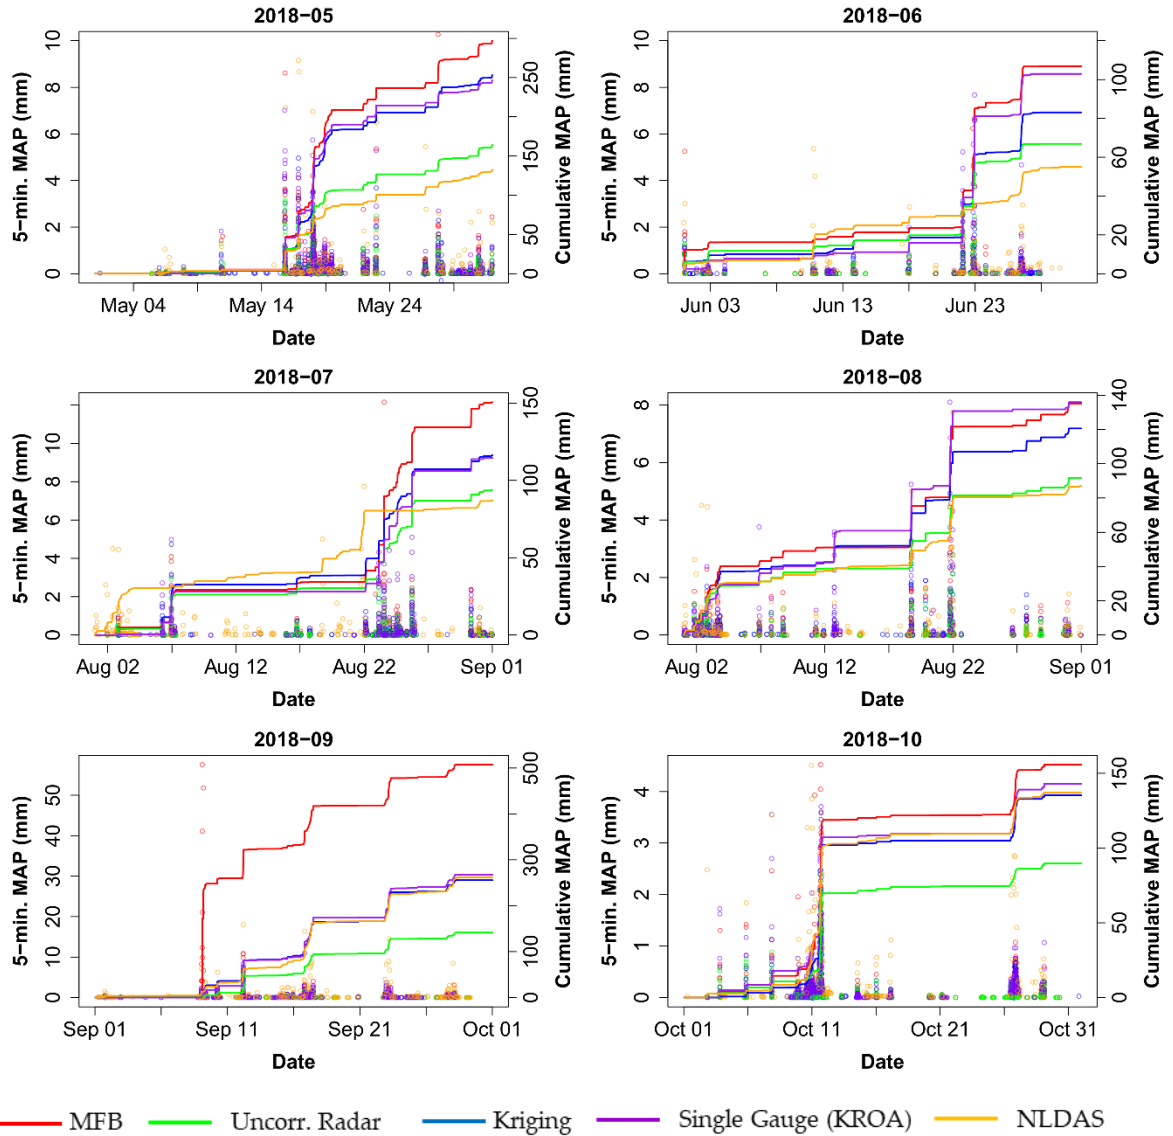 2018-05
5-min. MAP (mm)
0 2 4 6 8 10
Cumulative MAP (mm)
0 50 150 250
May 04 May 14 May 24
Date
2018-06
5-min. MAP (mm)
0 2 4 6 8 10
Cumulative MAP (mm)
0 20 60 100
Jun 03 Jun 13 Jun 23
Date
2018-07
5-min. MAP (mm)
0 2 4 6 8 10
Cumulative MAP (mm)
0 50 100 150
Aug 02 Aug 12 Aug 22 Sep 01
Date
2018-08
5-min. MAP (mm)
0 2 4 6 8
Cumulative MAP (mm)
0 20 60 100 140
Aug 02 Aug 12 Aug 22 Sep 01
Date
2018-09
5-min. MAP (mm)
0 10 20 30 40 50
Cumulative MAP (mm)
0 100 300 500
Sep 01 Sep 11 Sep 21 Oct 01
Date
2018-10
5-min. MAP (mm)
0 1 2 3 4
Cumulative MAP (mm)
0 50 100 150
Oct 01 Oct 11 Oct 21 Oct 31
Date
MFB Uncorr. Radar Kriging Single Gauge (KROA) NLDAS